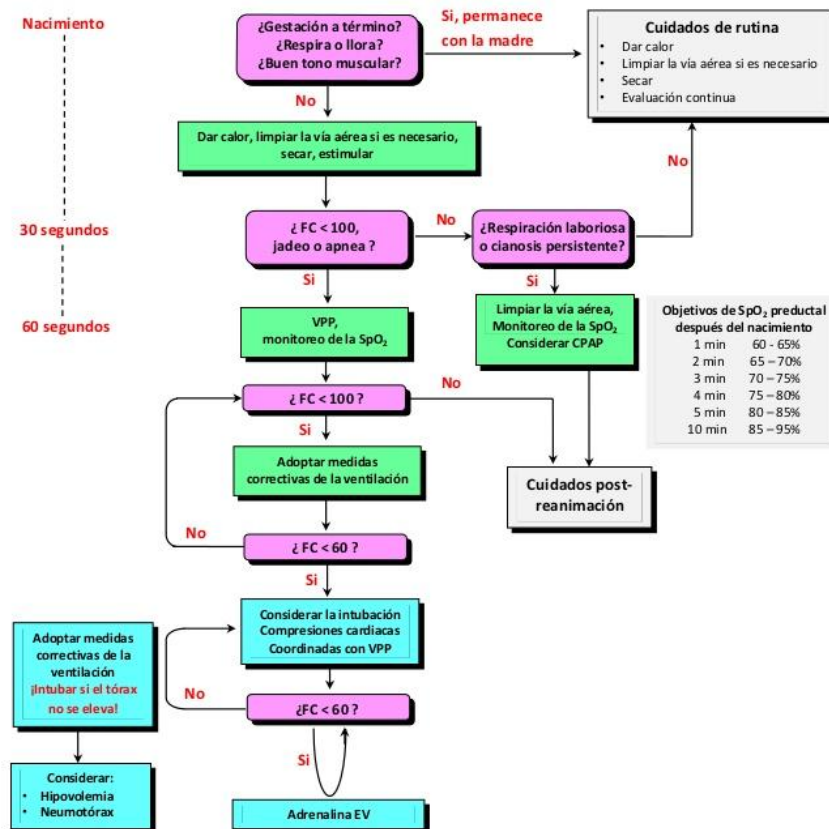 Nacimiento
¿Gestación a término?
¿Respira o llora?
¿Buen tono muscular?
Si, permanece
con la madre
Cuidados de rutina
• Dar calor
• Limpiar la vía aérea si es necesario
• Secar
• Evaluación continua
No
Dar calor, limpiar la vía aérea si es necesario,
secar, estimular
No
30 segundos
¿ FC < 100,
jadeo o apnea ?
No
¿Respiración laboriosa
o cianosis persistente?
Si
Si
60 segundos
VPP,
monitoreo de la SpO₂
Limpiar la vía aérea,
Monitoreo de la SpO₂
Considerar CPAP
Objetivos de SpO₂ preductal
después del nacimiento
1 min 60 - 65%
2 min 65 – 70%
3 min 70 – 75%
4 min 75 – 80%
5 min 80 – 85%
10 min 85 – 95%
¿ FC < 100 ?
No
Si
Adoptar medidas
correctivas de la ventilación
Cuidados post-
reanimación
No
¿ FC < 60 ?
Si
Considerar la intubación
Compresiones cardiacas
Coordinadas con VPP
Adoptar medidas
correctivas de la
ventilación
¡Intubar si el tórax
no se eleva!
No
¿FC < 60 ?
Si
Considerar:
• Hipovolemia
• Neumotórax
Adrenalina EV